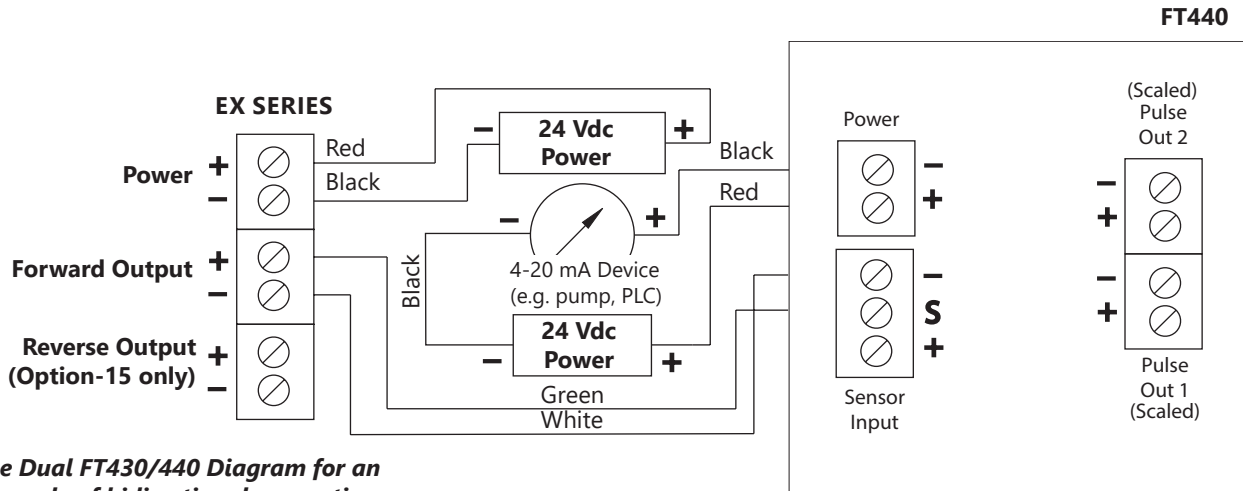 FT440
EX SERIES
Power + −
Forward Output + −
Reverse Output + −
(Option-15 only)
Red
Black
− 24 Vdc +
Power
Black
Red
− +
Black
4-20 mA Device
(e.g. pump, PLC)
− 24 Vdc +
Power
Green
White
Power
−
+
−
S
+
Sensor
Input
(Scaled)
Pulse
Out 2
−
+
−
+
Pulse
Out 1
(Scaled)
Dual FT430/440 Diagram for an